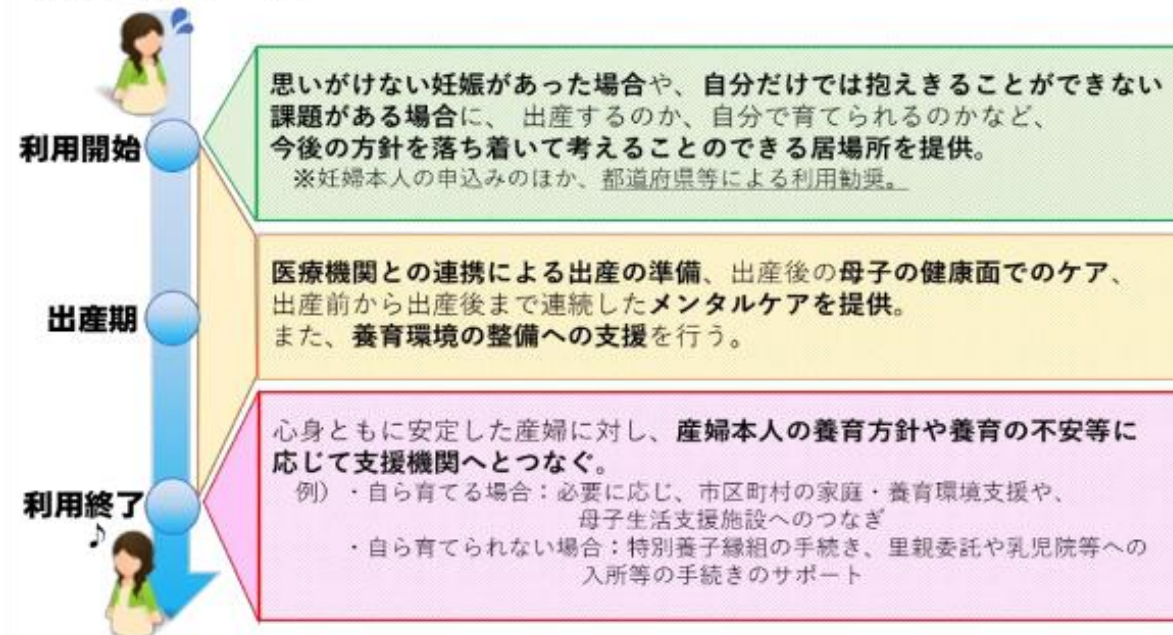 思いがけない妊娠があった場合や、自分だけでは抱えきることができない
課題がある場合に、 出産するのか、自分で育てられるのかなど、
今後の方針を落ち着いて考えることのできる居場所を提供。
※妊婦本人の申込みのほか、都道府県等による利用勧奨。
利用開始
医療機関との連携による出産の準備、出産後の母子の健康面でのケア、
出産前から出産後まで連続したメンタルケアを提供。
また、養育環境の整備への支援を行う。
出産期
心身ともに安定した産婦に対し、産婦本人の養育方針や養育の不安等に
応じて支援機関へとつなぐ。
例）・自ら育てる場合：必要に応じ、市区町村の家庭・養育環境支援や、
母子生活支援施設へのつなぎ
・自ら育てられない場合：特別養子縁組の手続き、里親委託や乳児院等への
入所等の手続きのサポート
利用終了
♪